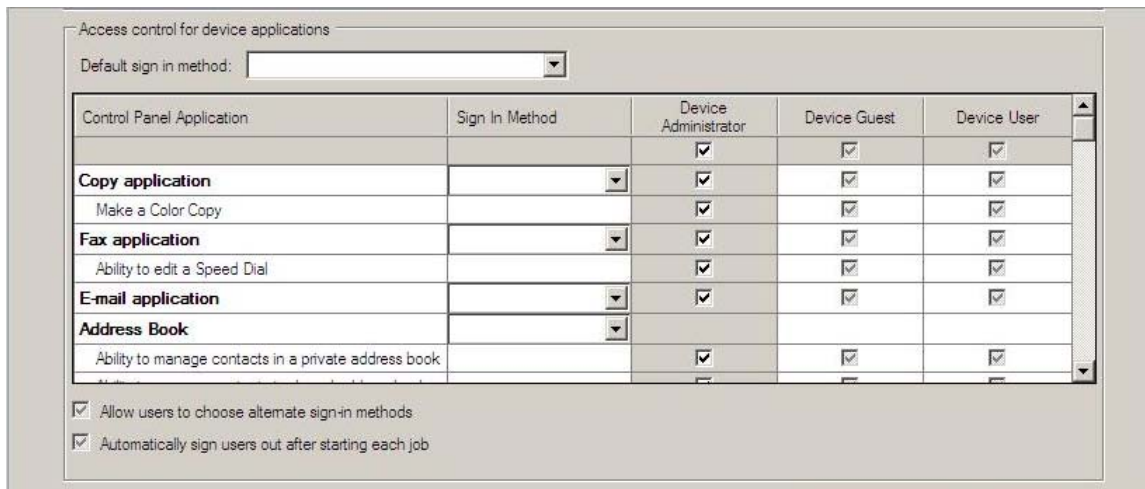 Access control for device applications
Default sign in method:
Control Panel Application Sign In Method Device Administrator Device Guest Device User
Copy application
Make a Color Copy
Fax application
Ability to edit a Speed Dial
E-mail application
Address Book
Ability to manage contacts in a private address book
Allow users to choose alternate sign-in methods
Automatically sign users out after starting each job